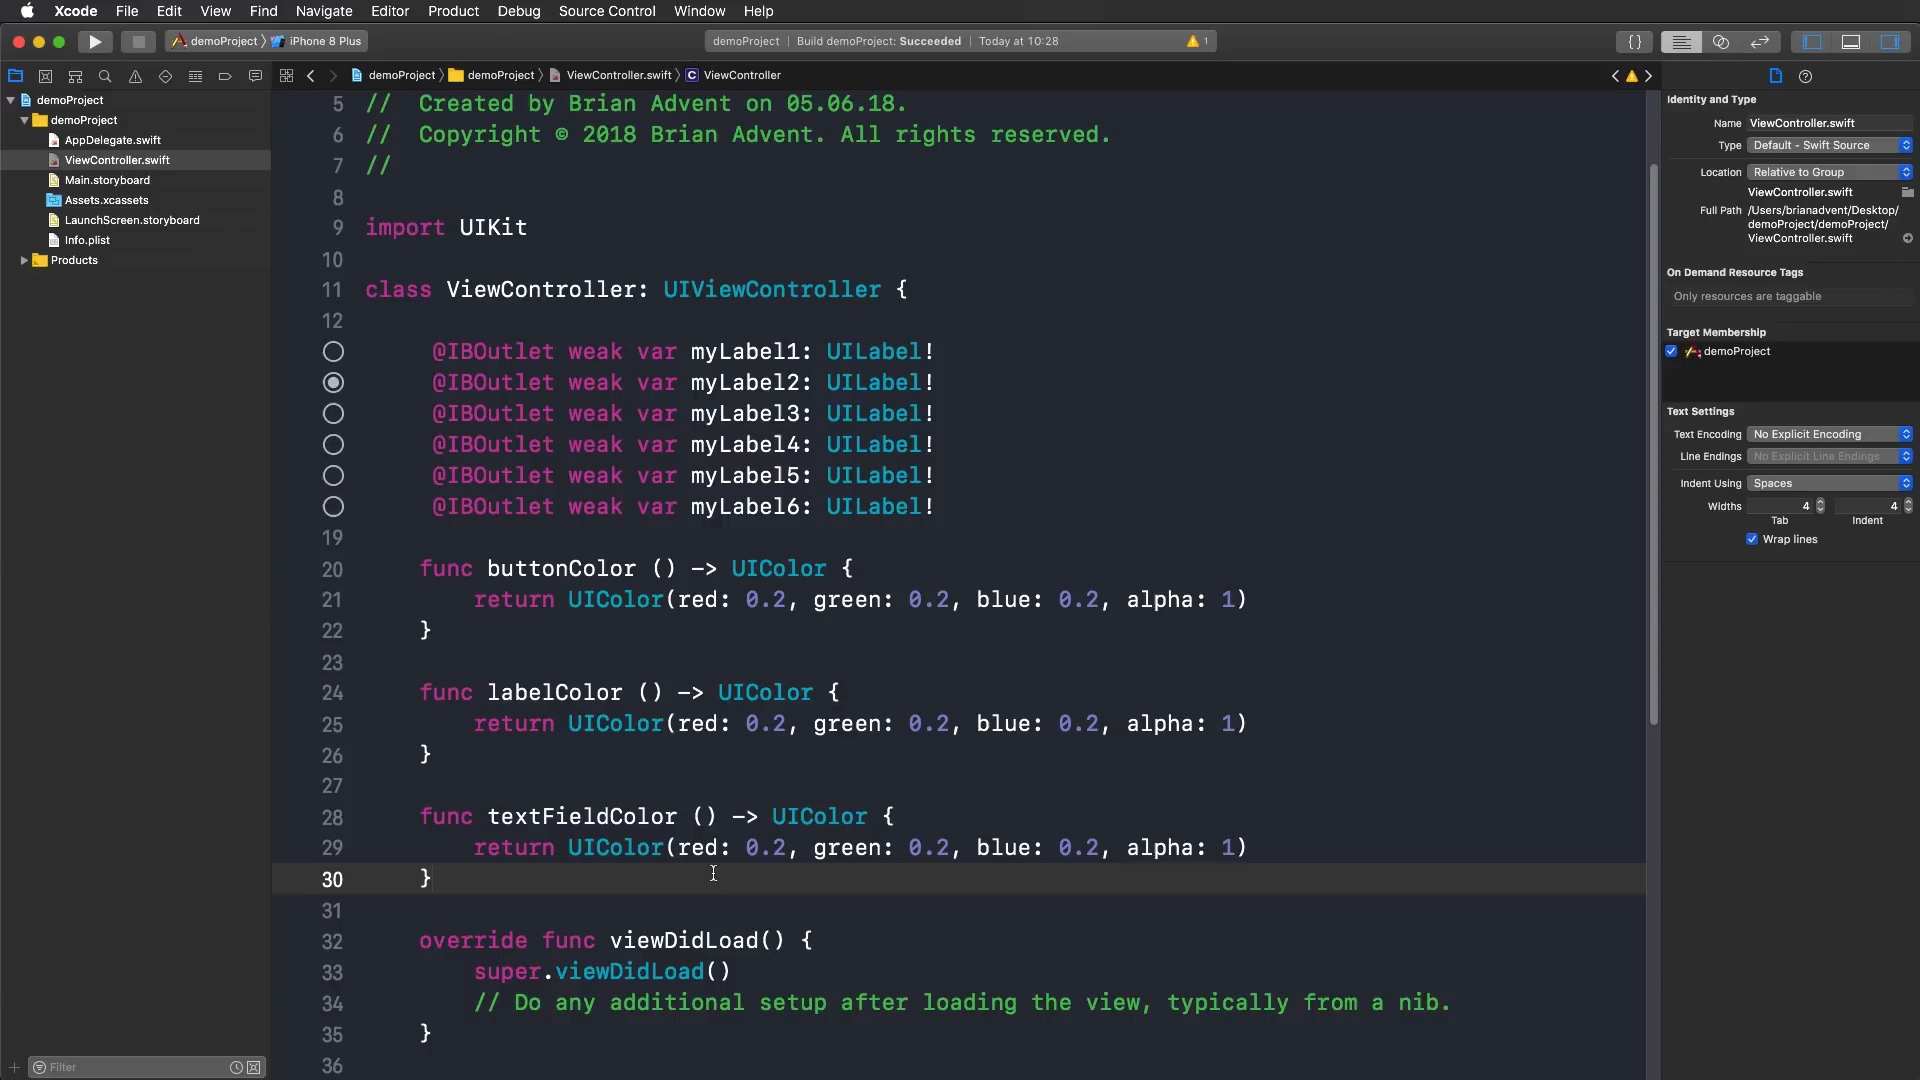 Xcode File Edit View Find Navigate Editor Product Debug Source Control Window Help
demoProject 〉 iPhone 8 Plus
demoProject | Build demoProject: Succeeded | Today at 10:28
1
demoProject 〉 demoProject 〉 ViewController.swift 〉 C ViewController
demoProject
demoProject
AppDelegate.swift
ViewController.swift
Main.storyboard
Assets.xcassets
LaunchScreen.storyboard
Info.plist
Products
Filter
5 // Created by Brian Advent on 05.06.18.
6 // Copyright © 2018 Brian Advent. All rights reserved.
7 //
8
9 import UIKit
10
11 class ViewController: UIViewController {
12
@IBOutlet weak var myLabel1: UILabel!
@IBOutlet weak var myLabel2: UILabel!
@IBOutlet weak var myLabel3: UILabel!
@IBOutlet weak var myLabel4: UILabel!
@IBOutlet weak var myLabel5: UILabel!
@IBOutlet weak var myLabel6: UILabel!
19
20 func buttonColor () -> UIColor {
21 return UIColor(red: 0.2, green: 0.2, blue: 0.2, alpha: 1)
22 }
23
24 func labelColor () -> UIColor {
25 return UIColor(red: 0.2, green: 0.2, blue: 0.2, alpha: 1)
26 }
27
28 func textFieldColor () -> UIColor {
29 return UIColor(red: 0.2, green: 0.2, blue: 0.2, alpha: 1)
30 }
31
32 override func viewDidLoad() {
33 super.viewDidLoad()
34 // Do any additional setup after loading the view, typically from a nib.
35 }
36
Identity and Type
Name ViewController.swift
Type Default - Swift Source
Location Relative to Group
ViewController.swift
Full Path /Users/brianadvent/Desktop/
demoProject/demoProject/
ViewController.swift
On Demand Resource Tags
Only resources are taggable
Target Membership
demoProject
Text Settings
Text Encoding No Explicit Encoding
Line Endings No Explicit Line Endings
Indent Using Spaces
Widths 4 4
Tab Indent
Wrap lines